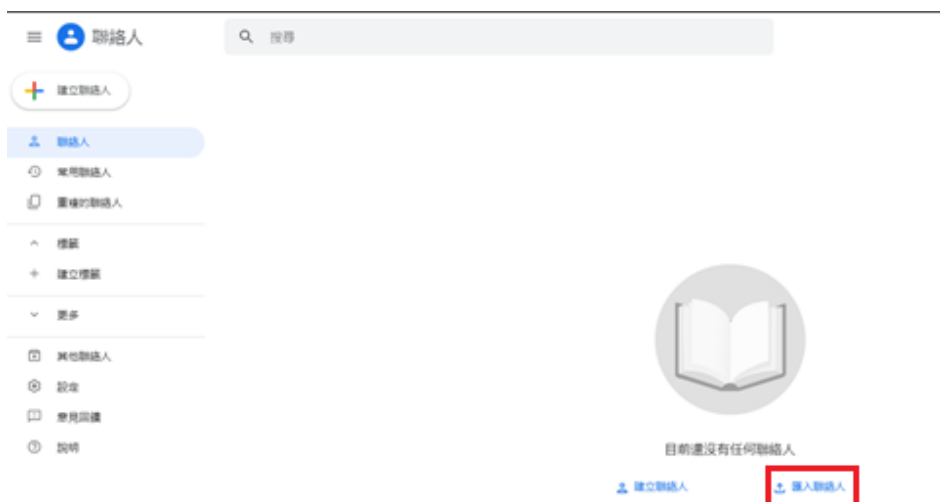 聯絡人
搜尋
建立聯絡人
聯絡人
常用聯絡人
重複的聯絡人
標籤
建立標籤
更多
其他聯絡人
設定
意見回饋
說明
目前還沒有任何聯絡人
建立聯絡人
匯入聯絡人